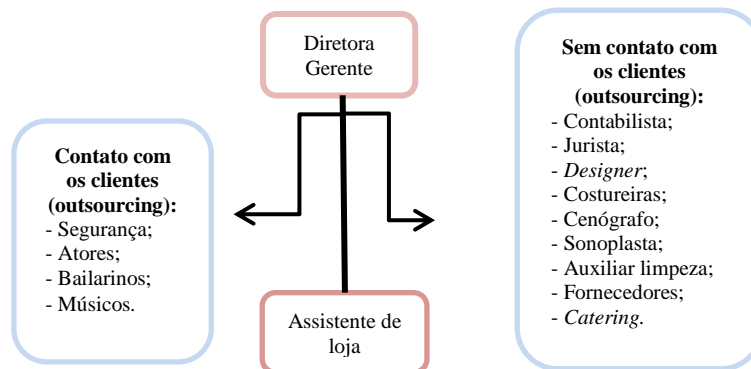 Diretora
Gerente
Contato com
os clientes
(outsourcing):
- Segurança;
- Atores;
- Bailarinos;
- Músicos.
Sem contato com
os clientes
(outsourcing):
- Contabilista;
- Jurista;
- Designer;
- Costureiras;
- Cenógrafo;
- Sonoplasta;
- Auxiliar limpeza;
- Fornecedores;
- Catering.
Assistente de
loja